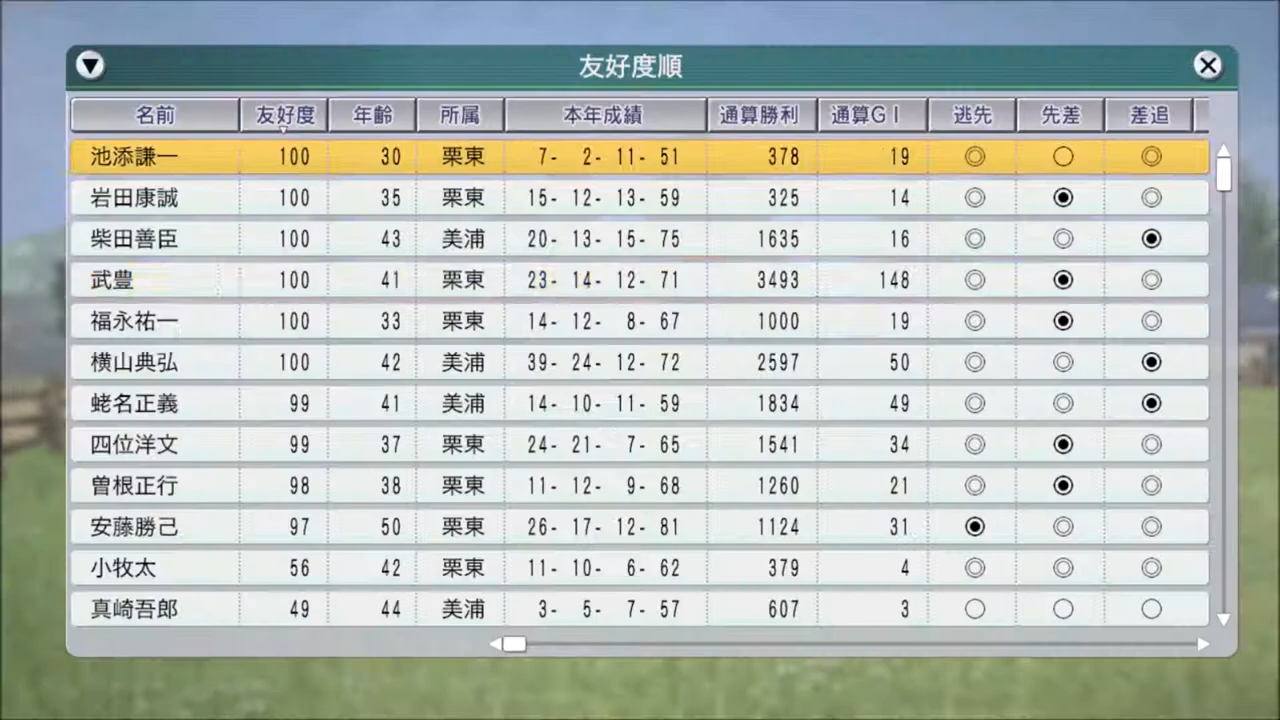 友好度順
名前 友好度 年齢 所属 本年成績 通算勝利 通算GⅠ 逃先 先差 差追
池添謙一 100 30 栗東 7- 2- 11- 51 378 19 ◎ ○ ◎
岩田康誠 100 35 栗東 15- 12- 13- 59 325 14 ◎ ◉ ◎
柴田善臣 100 43 美浦 20- 13- 15- 75 1635 16 ◎ ◎ ◉
武豊 100 41 栗東 23- 14- 12- 71 3493 148 ◎ ◉ ◎
福永祐一 100 33 栗東 14- 12- 8- 67 1000 19 ◎ ◉ ◎
横山典弘 100 42 美浦 39- 24- 12- 72 2597 50 ◎ ◎ ◉
蛯名正義 99 41 美浦 14- 10- 11- 59 1834 49 ◎ ◎ ◉
四位洋文 99 37 栗東 24- 21- 7- 65 1541 34 ◎ ◉ ◎
曽根正行 98 38 栗東 11- 12- 9- 68 1260 21 ◎ ◉ ◎
安藤勝己 97 50 栗東 26- 17- 12- 81 1124 31 ◉ ◎ ◎
小牧太 56 42 栗東 11- 10- 6- 62 379 4 ◎ ◎ ◎
真崎吾郎 49 44 美浦 3- 5- 7- 57 607 3 ○ ○ ○